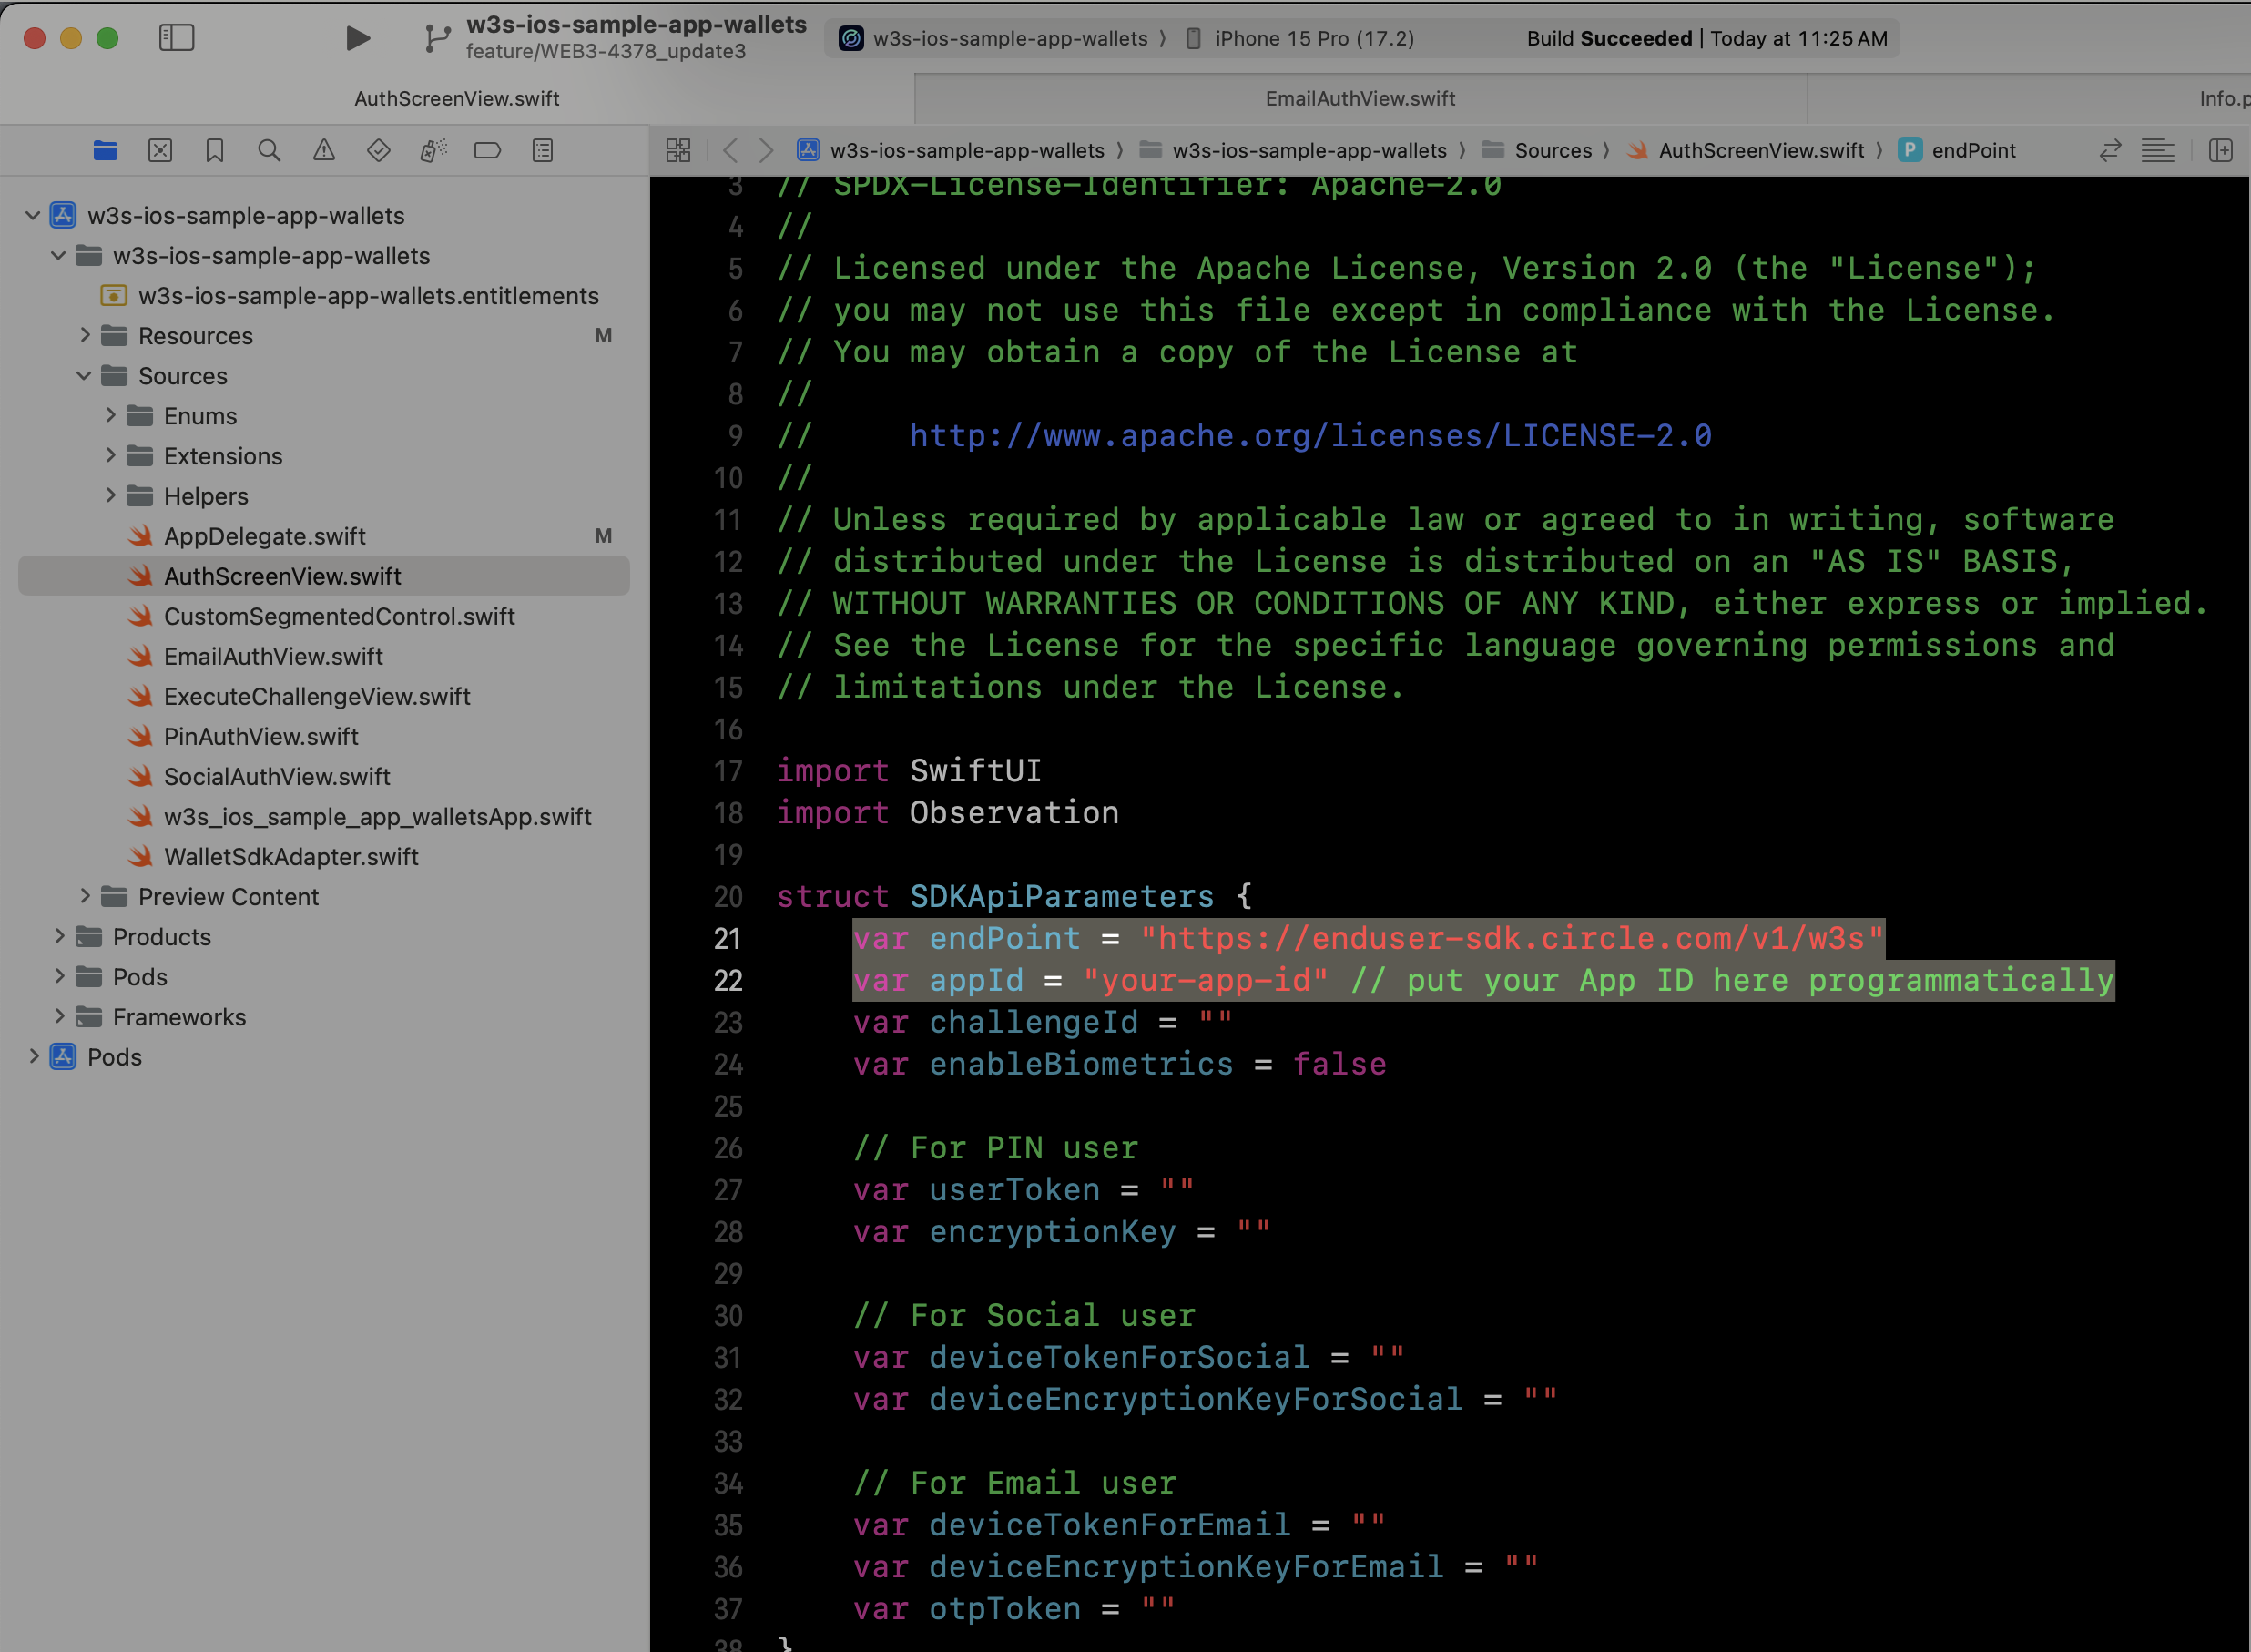 w3s-ios-sample-app-wallets
feature/WEB3-4378_update3
w3s-ios-sample-app-wallets 〉 iPhone 15 Pro (17.2)
Build Succeeded | Today at 11:25 AM
AuthScreenView.swift
EmailAuthView.swift
Info.p
w3s-ios-sample-app-wallets 〉 w3s-ios-sample-app-wallets 〉 Sources 〉 AuthScreenView.swift 〉 P endPoint
w3s-ios-sample-app-wallets
w3s-ios-sample-app-wallets
w3s-ios-sample-app-wallets.entitlements
Resources M
Sources
Enums
Extensions
Helpers
AppDelegate.swift M
AuthScreenView.swift
CustomSegmentedControl.swift
EmailAuthView.swift
ExecuteChallengeView.swift
PinAuthView.swift
SocialAuthView.swift
w3s_ios_sample_app_walletsApp.swift
WalletSdkAdapter.swift
Preview Content
Products
Pods
Frameworks
Pods
3 // SPDX-License-Identifier: Apache-2.0
4 //
5 // Licensed under the Apache License, Version 2.0 (the "License");
6 // you may not use this file except in compliance with the License.
7 // You may obtain a copy of the License at
8 //
9 //     http://www.apache.org/licenses/LICENSE-2.0
10 //
11 // Unless required by applicable law or agreed to in writing, software
12 // distributed under the License is distributed on an "AS IS" BASIS,
13 // WITHOUT WARRANTIES OR CONDITIONS OF ANY KIND, either express or implied.
14 // See the License for the specific language governing permissions and
15 // limitations under the License.
16
17 import SwiftUI
18 import Observation
19
20 struct SDKApiParameters {
21     var endPoint = "https://enduser-sdk.circle.com/v1/w3s"
22     var appId = "your-app-id" // put your App ID here programmatically
23     var challengeId = ""
24     var enableBiometrics = false
25
26     // For PIN user
27     var userToken = ""
28     var encryptionKey = ""
29
30     // For Social user
31     var deviceTokenForSocial = ""
32     var deviceEncryptionKeyForSocial = ""
33
34     // For Email user
35     var deviceTokenForEmail = ""
36     var deviceEncryptionKeyForEmail = ""
37     var otpToken = ""
38 }